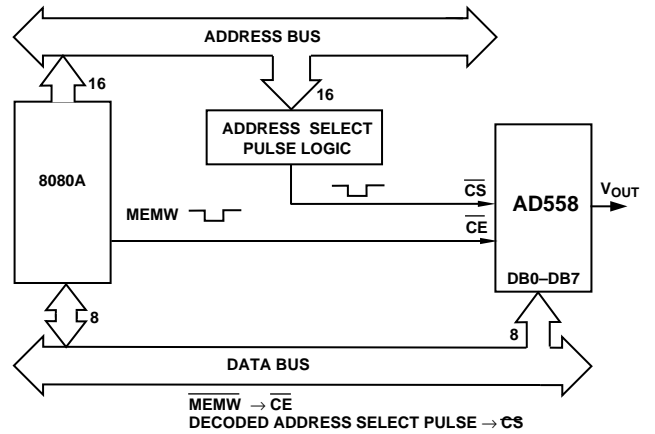 ADDRESS BUS
16
16
ADDRESS SELECT
PULSE LOGIC
8080A
CS
AD558
VOUT
MEMW
CE
DB0–DB7
8
8
DATA BUS
MEMW → CE
DECODED ADDRESS SELECT PULSE → CS